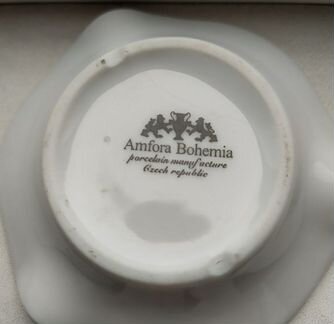 Amfora Bohemia
porcelain manufacture
Czech republic